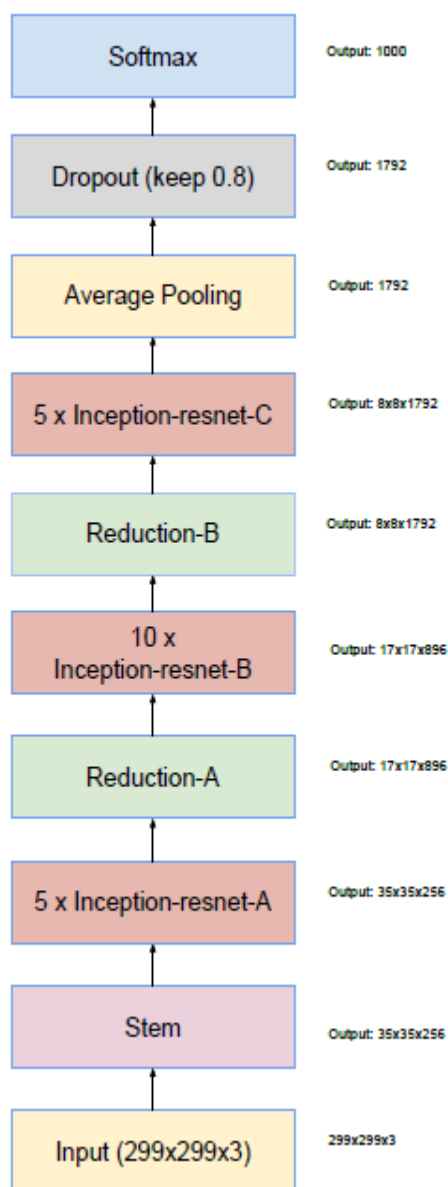 Softmax
Output: 1000
Dropout (keep 0.8)
Output: 1792
Average Pooling
Output: 1792
5 x Inception-resnet-C
Output: 8x8x1792
Reduction-B
Output: 8x8x1792
10 x
Inception-resnet-B
Output: 17x17x896
Reduction-A
Output: 17x17x896
5 x Inception-resnet-A
Output: 35x35x256
Stem
Output: 35x35x256
Input (299x299x3)
299x299x3